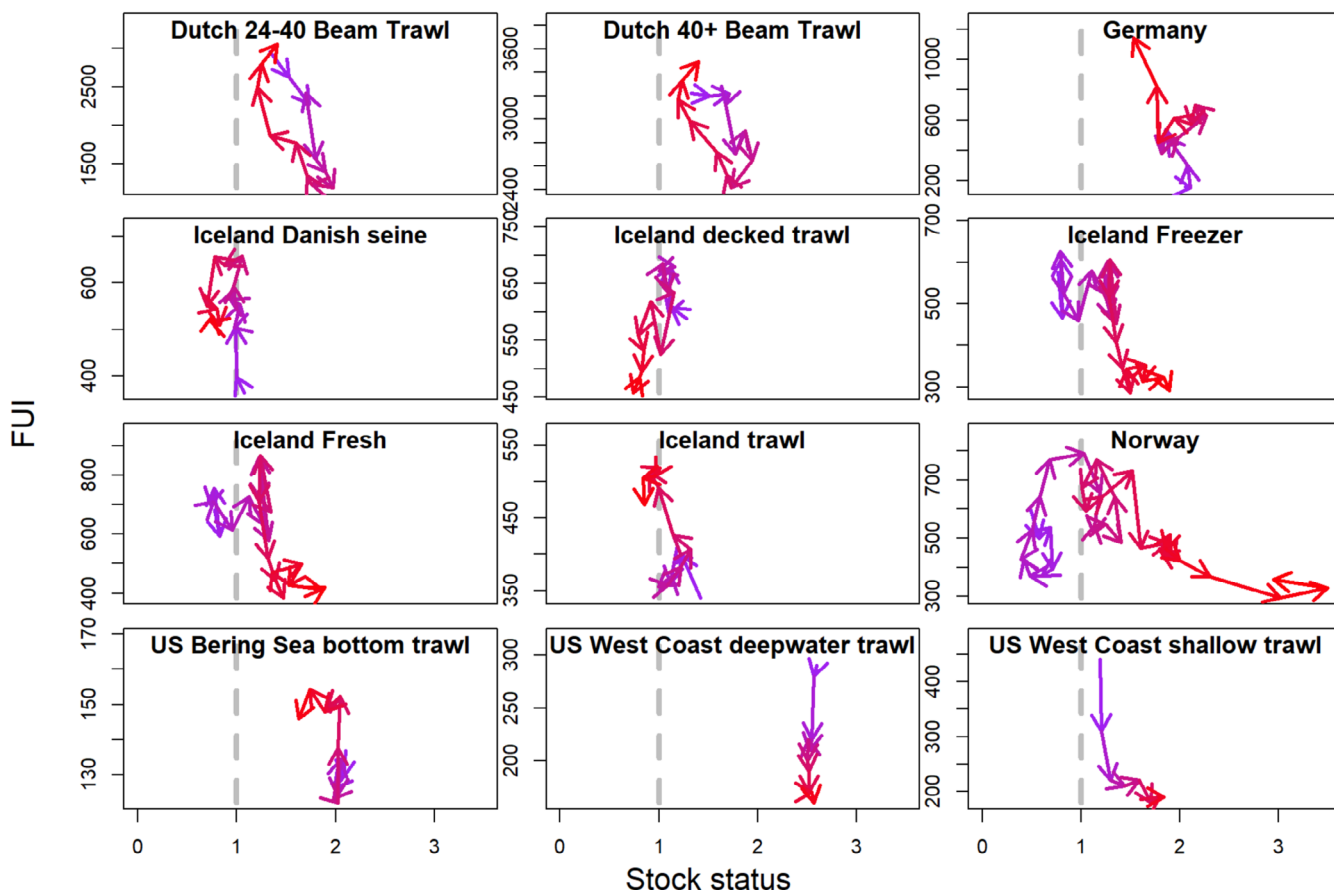 Dutch 24-40 Beam Trawl
1500 2500
Dutch 40+ Beam Trawl
2400 3000 3600
Germany
200 600 1000
Iceland Danish seine
400 600
Iceland decked trawl
450 550 650 750
Iceland Freezer
300 500 700
Iceland Fresh
400 600 800
Iceland trawl
350 450 550
Norway
300 500 700
US Bering Sea bottom trawl
130 150 170
US West Coast deepwater trawl
200 250 300
US West Coast shallow trawl
200 300 400
0 1 2 3
0 1 2 3
0 1 2 3
FUI
Stock status